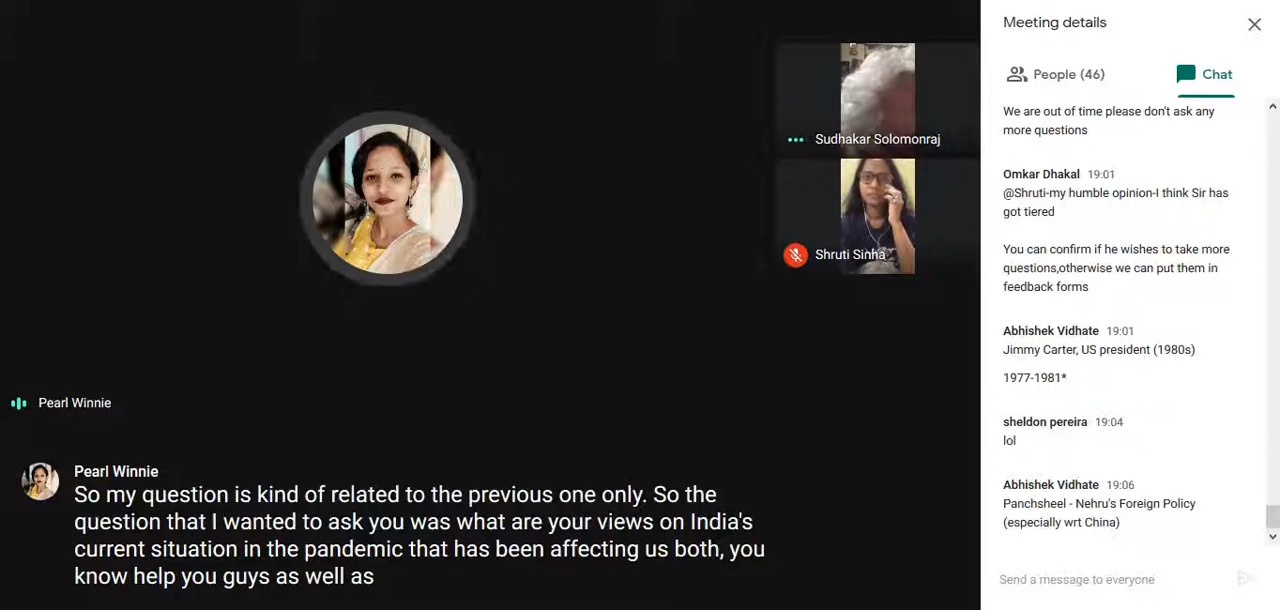 Sudhakar Solomonraj
Shruti Sinha
Pearl Winnie
Pearl Winnie
So my question is kind of related to the previous one only. So the
question that I wanted to ask you was what are your views on India's
current situation in the pandemic that has been affecting us both, you
know help you guys as well as
Meeting details
People (46)
Chat
We are out of time please don't ask any
more questions
Omkar Dhakal 19:01
@Shruti-my humble opinion-I think Sir has
got tiered
You can confirm if he wishes to take more
questions,otherwise we can put them in
feedback forms
Abhishek Vidhate 19:01
Jimmy Carter, US president (1980s)
1977-1981*
sheldon pereira 19:04
lol
Abhishek Vidhate 19:06
Panchsheel - Nehru's Foreign Policy
(especially wrt China)
Send a message to everyone